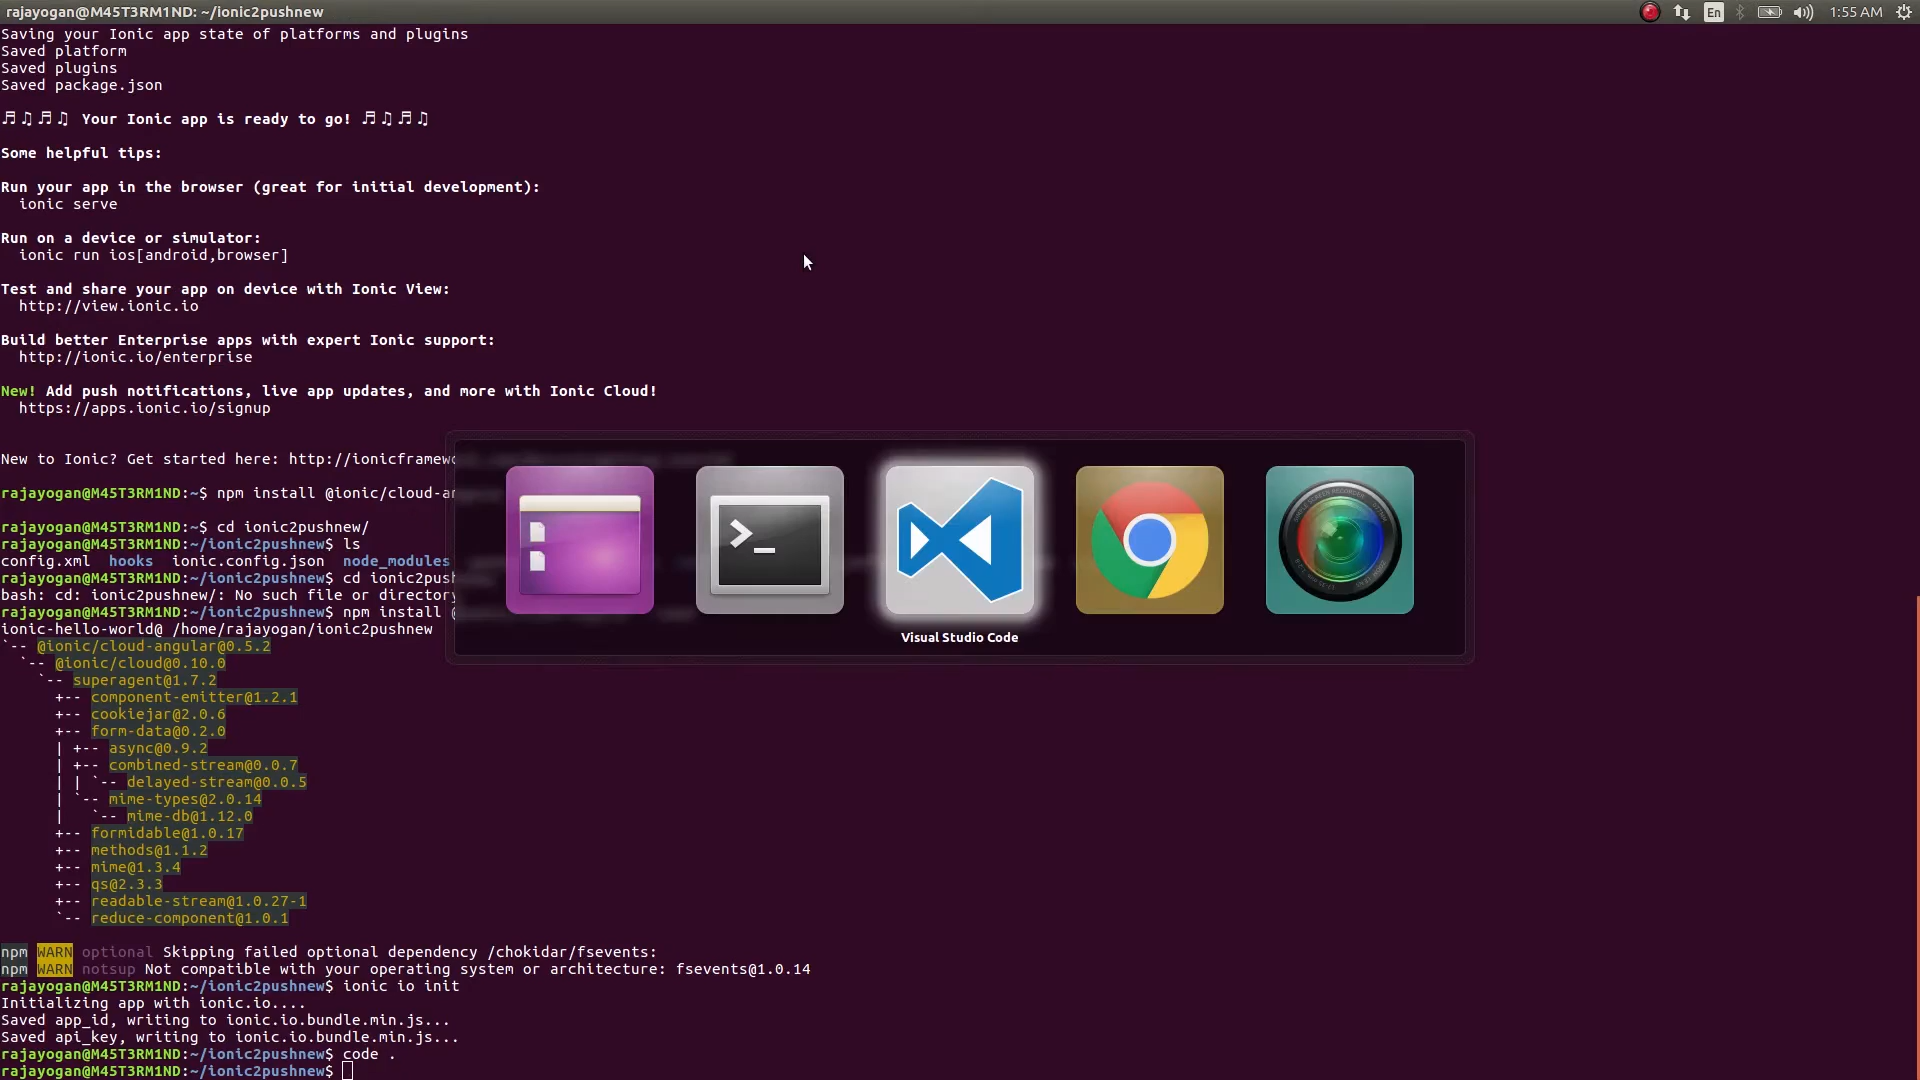 rajayogan@M45T3RM1ND: ~/ionic2pushnew
En
1:55 AM
Saving your Ionic app state of platforms and plugins
Saved platform
Saved plugins
Saved package.json
♬♫♬♫ Your Ionic app is ready to go! ♬♫♬♫
Some helpful tips:
Run your app in the browser (great for initial development):
ionic serve
Run on a device or simulator:
ionic run ios[android,browser]
Test and share your app on device with Ionic View:
http://view.ionic.io
Build better Enterprise apps with expert Ionic support:
http://ionic.io/enterprise
New! Add push notifications, live app updates, and more with Ionic Cloud!
https://apps.ionic.io/signup
New to Ionic? Get started here: http://ionicframewo
rajayogan@M45T3RM1ND:~$ npm install @ionic/cloud-an
rajayogan@M45T3RM1ND:~$ cd ionic2pushnew/
rajayogan@M45T3RM1ND:~/ionic2pushnew$ ls
config.xml  hooks  ionic.config.json  node_modules
rajayogan@M45T3RM1ND:~/ionic2pushnew$ cd ionic2push
bash: cd: ionic2pushnew/: No such file or directory
rajayogan@M45T3RM1ND:~/ionic2pushnew$ npm install @
ionic-hello-world@ /home/rajayogan/ionic2pushnew
Visual Studio Code
`-- @ionic/cloud-angular@0.5.2
`-- @ionic/cloud@0.10.0
`-- superagent@1.7.2
+-- component-emitter@1.2.1
+-- cookiejar@2.0.6
+-- form-data@0.2.0
| +-- async@0.9.2
| +-- combined-stream@0.0.7
| | `-- delayed-stream@0.0.5
| `-- mime-types@2.0.14
|   `-- mime-db@1.12.0
+-- formidable@1.0.17
+-- methods@1.1.2
+-- mime@1.3.4
+-- qs@2.3.3
+-- readable-stream@1.0.27-1
`-- reduce-component@1.0.1
npm WARN optional Skipping failed optional dependency /chokidar/fsevents:
npm WARN notsup Not compatible with your operating system or architecture: fsevents@1.0.14
rajayogan@M45T3RM1ND:~/ionic2pushnew$ ionic io init
Initializing app with ionic.io....
Saved app_id, writing to ionic.io.bundle.min.js...
Saved api_key, writing to ionic.io.bundle.min.js...
rajayogan@M45T3RM1ND:~/ionic2pushnew$ code .
rajayogan@M45T3RM1ND:~/ionic2pushnew$